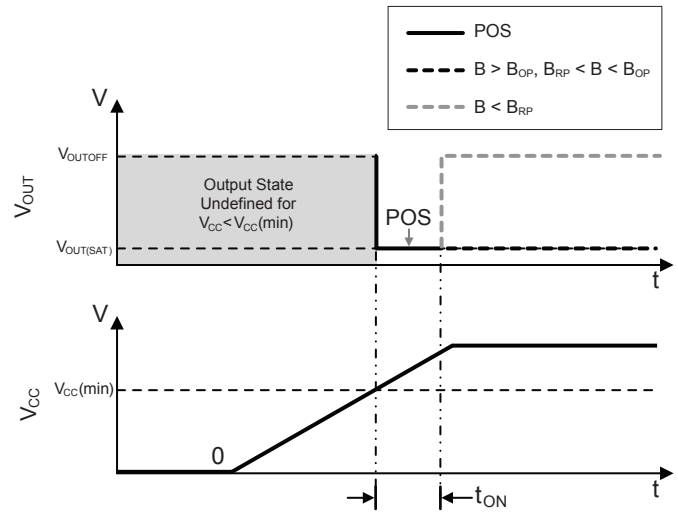 POS
B > BOP, BRP < B < BOP
B < BRP
V
VOUTOFF
Output State
Undefined for
VCC<VCC(min)
POS
VOUT
VOUT(SAT)
t
V
VCC(min)
VCC
0
t
tON